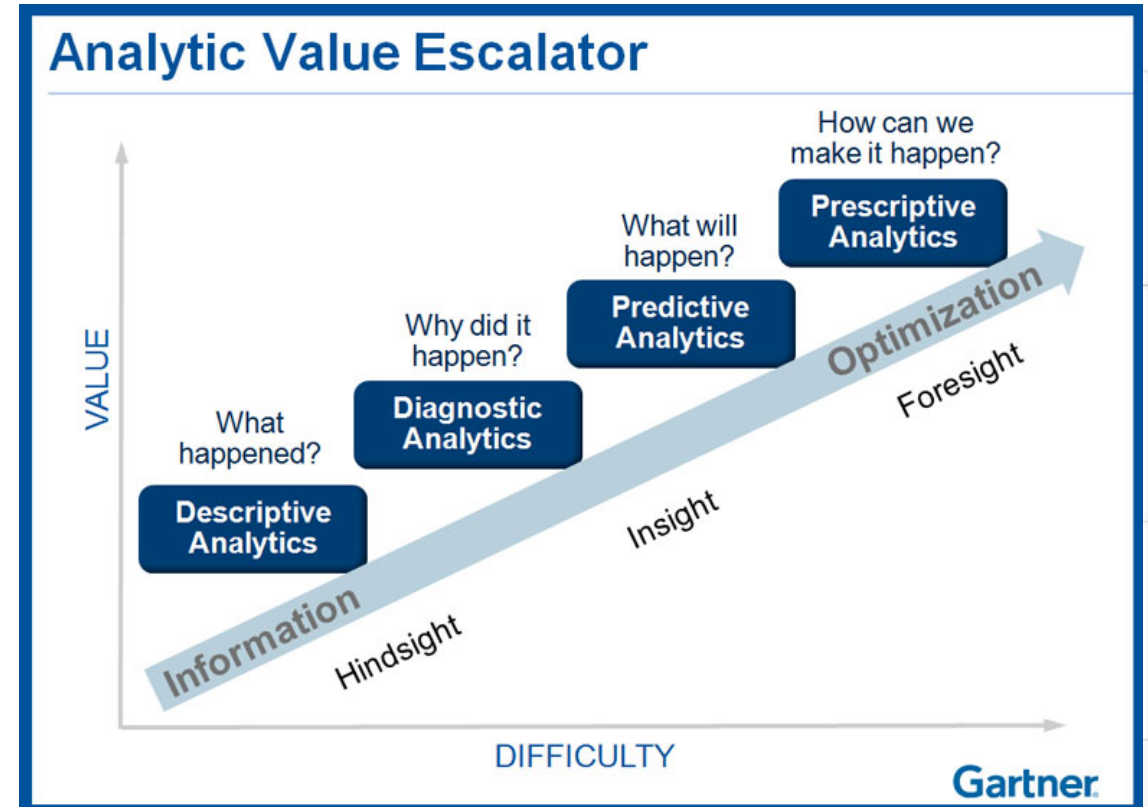 Analytic Value Escalator
How can we
make it happen?
Prescriptive
Analytics
What will
happen?
Predictive
Analytics
Why did it
happen?
Diagnostic
Analytics
What
happened?
Descriptive
Analytics
VALUE
Information
Optimization
Hindsight
Insight
Foresight
DIFFICULTY
Gartner.